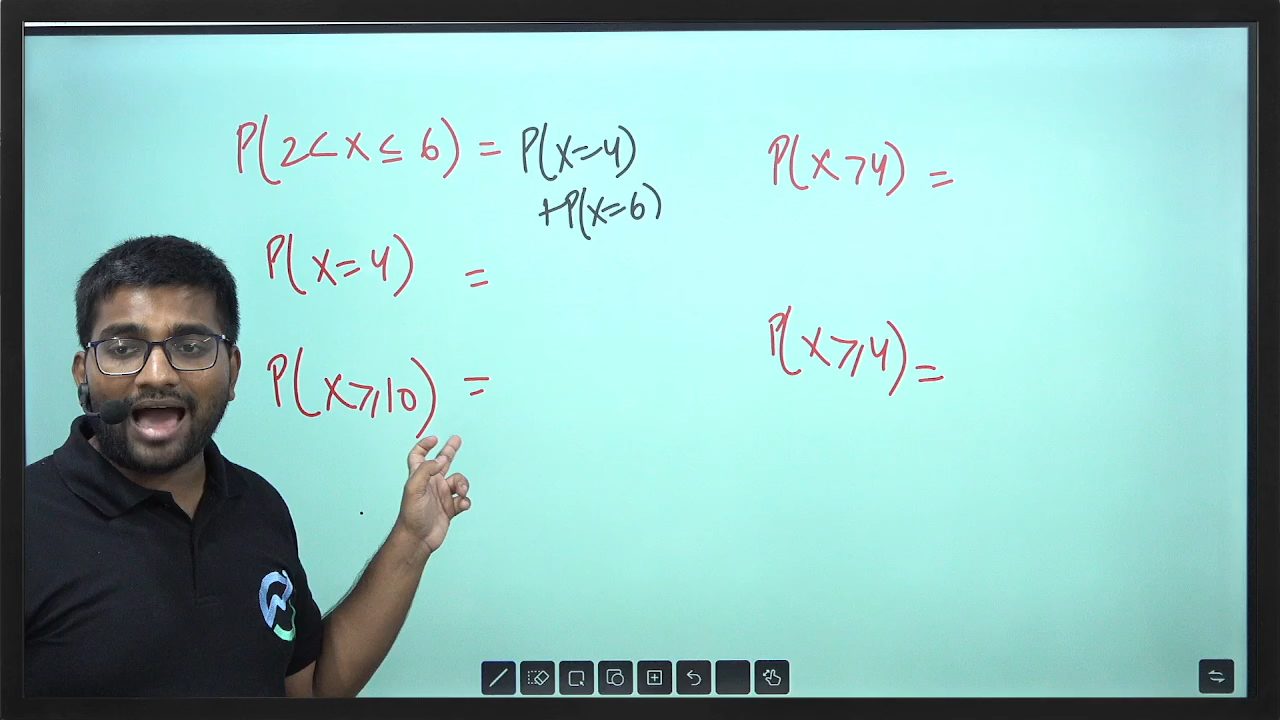 P(2<x≤6) = P(x=4)
+P(x=6)
P(x=4) =
P(x≥10) =
P(x>4) =
P(x≥4) =